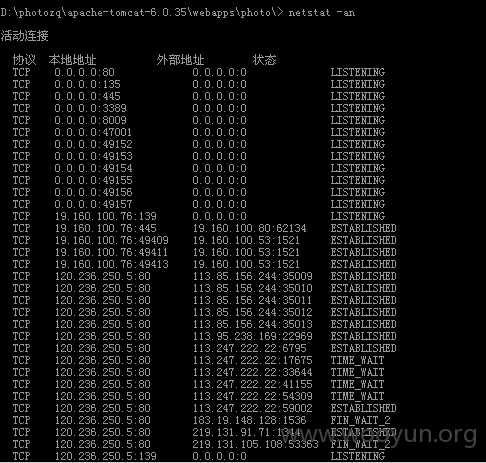 D:\photozq\apache-tomcat-6.0.35\webapps\photo\> netstat -an
活动连接
协议 本地地址 外部地址 状态
TCP 0.0.0.0:80 0.0.0.0:0 LISTENING
TCP 0.0.0.0:135 0.0.0.0:0 LISTENING
TCP 0.0.0.0:445 0.0.0.0:0 LISTENING
TCP 0.0.0.0:3389 0.0.0.0:0 LISTENING
TCP 0.0.0.0:8009 0.0.0.0:0 LISTENING
TCP 0.0.0.0:47001 0.0.0.0:0 LISTENING
TCP 0.0.0.0:49152 0.0.0.0:0 LISTENING
TCP 0.0.0.0:49153 0.0.0.0:0 LISTENING
TCP 0.0.0.0:49154 0.0.0.0:0 LISTENING
TCP 0.0.0.0:49155 0.0.0.0:0 LISTENING
TCP 0.0.0.0:49156 0.0.0.0:0 LISTENING
TCP 0.0.0.0:49157 0.0.0.0:0 LISTENING
TCP 19.160.100.76:139 0.0.0.0:0 LISTENING
TCP 19.160.100.76:445 19.160.100.80:62134 ESTABLISHED
TCP 19.160.100.76:49409 19.160.100.53:1521 ESTABLISHED
TCP 19.160.100.76:49411 19.160.100.53:1521 ESTABLISHED
TCP 19.160.100.76:49413 19.160.100.53:1521 ESTABLISHED
TCP 120.236.250.5:80 113.85.156.244:35009 ESTABLISHED
TCP 120.236.250.5:80 113.85.156.244:35010 ESTABLISHED
TCP 120.236.250.5:80 113.85.156.244:35011 ESTABLISHED
TCP 120.236.250.5:80 113.85.156.244:35012 ESTABLISHED
TCP 120.236.250.5:80 113.85.156.244:35013 ESTABLISHED
TCP 120.236.250.5:80 113.95.238.169:22969 ESTABLISHED
TCP 120.236.250.5:80 113.247.222.22:6795 ESTABLISHED
TCP 120.236.250.5:80 113.247.222.22:17675 TIME_WAIT
TCP 120.236.250.5:80 113.247.222.22:33644 TIME_WAIT
TCP 120.236.250.5:80 113.247.222.22:41155 TIME_WAIT
TCP 120.236.250.5:80 113.247.222.22:54309 TIME_WAIT
TCP 120.236.250.5:80 113.247.222.22:59002 ESTABLISHED
TCP 120.236.250.5:80 183.19.148.128:1536 FIN_WAIT_2
TCP 120.236.250.5:80 219.131.91.71:1344 ESTABLISHED
TCP 120.236.250.5:80 219.131.105.108:53363 FIN_WAIT_2
TCP 120.236.250.5:139 0.0.0.0:0 LISTENING
www.wooyun.org